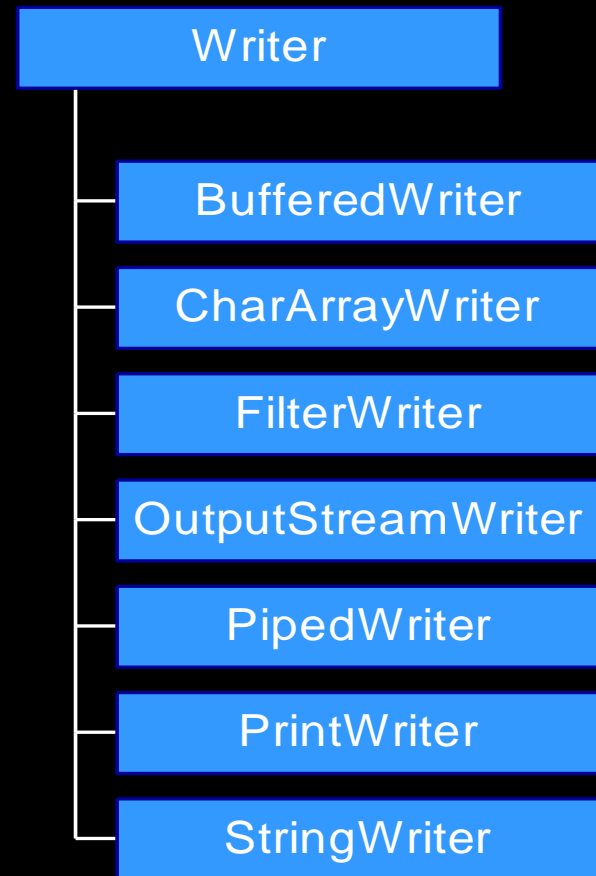 Writer
BufferedWriter
CharArrayWriter
FilterWriter
OutputStreamWriter
PipedWriter
PrintWriter
StringWriter